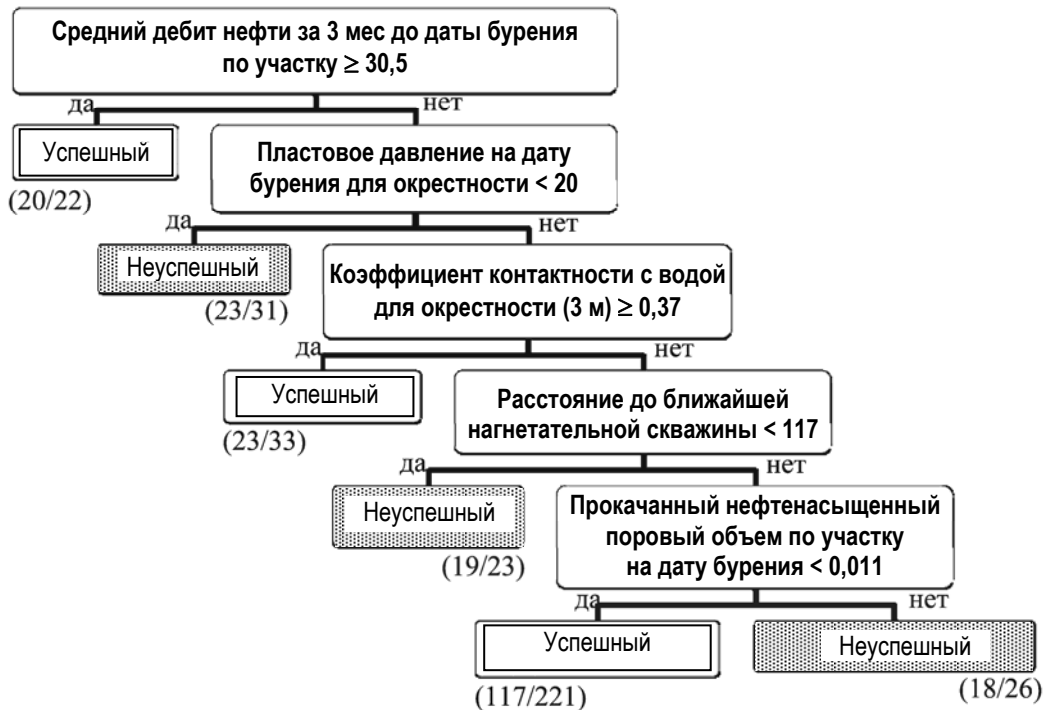 Средний дебит нефти за 3 мес до даты бурения
по участку ≥ 30,5
да
нет
Успешный
(20/22)
Пластовое давление на дату
бурения для окрестности < 20
да
нет
Неуспешный
(23/31)
Коэффициент контактности с водой
для окрестности (3 м) ≥ 0,37
да
нет
Успешный
(23/33)
Расстояние до ближайшей
нагнетательной скважины < 117
да
нет
Неуспешный
(19/23)
Прокачанный нефтенасыщенный
поровый объем по участку
на дату бурения < 0,011
да
нет
Успешный
(117/221)
Неуспешный
(18/26)